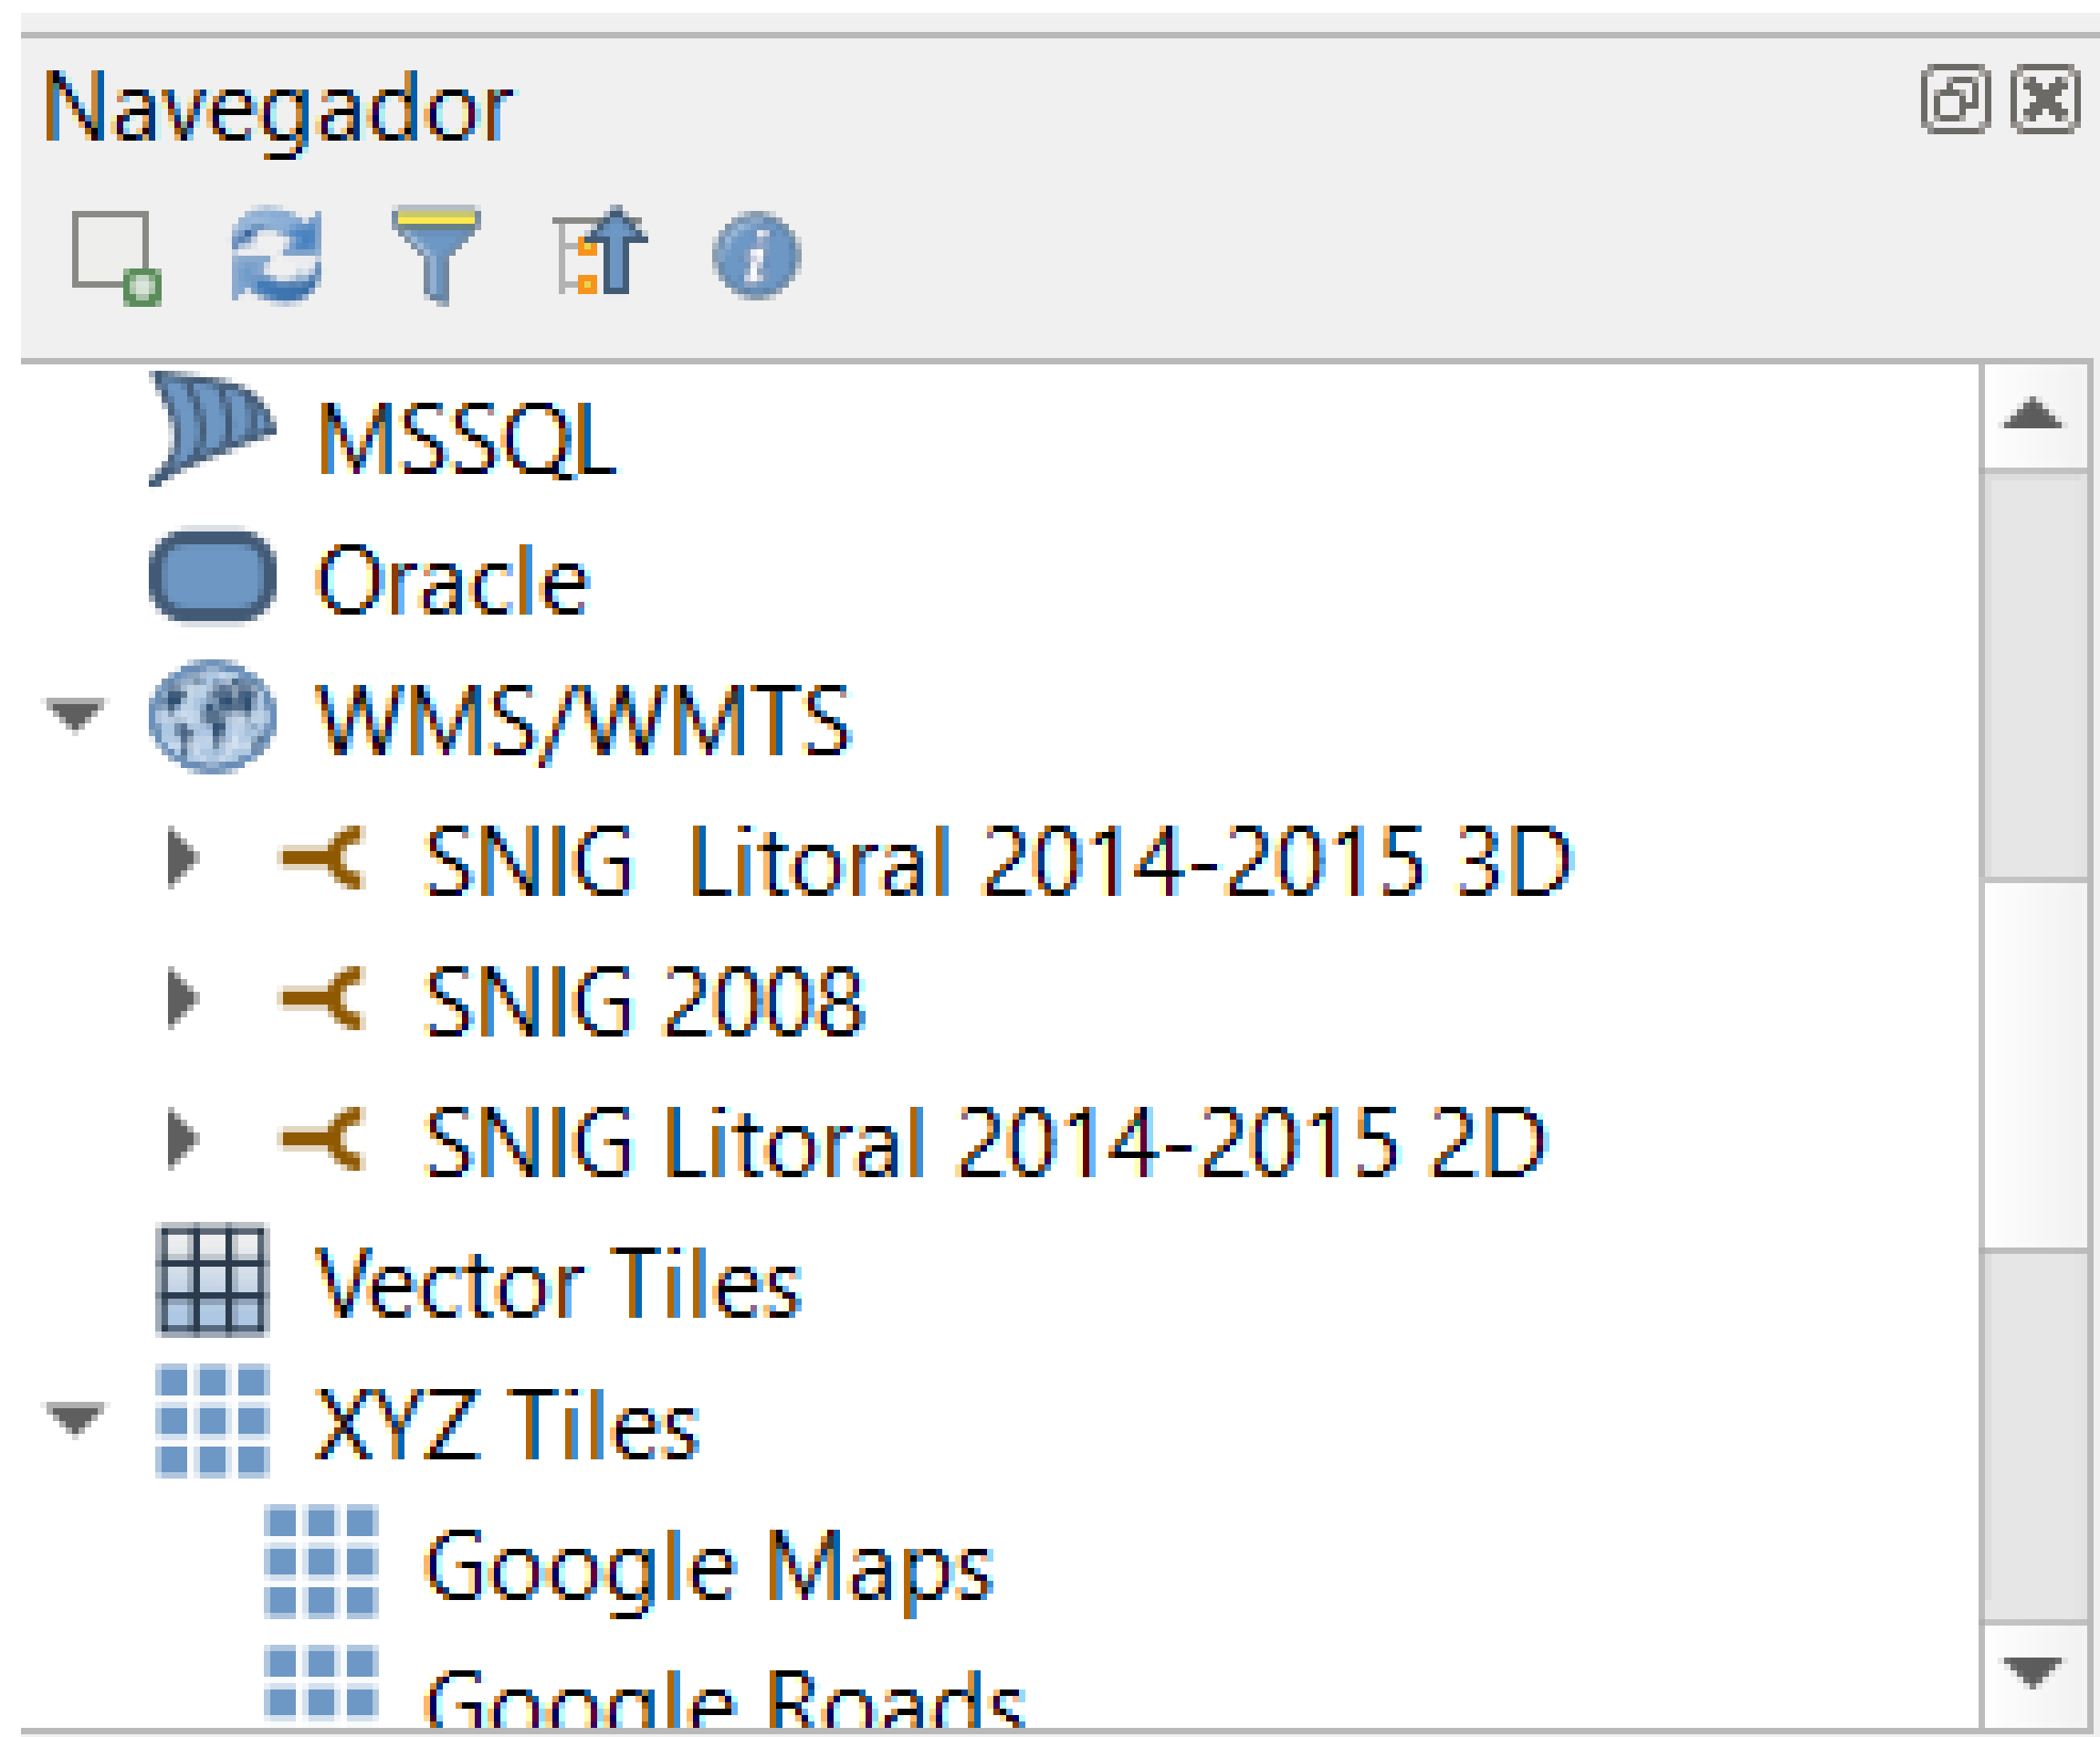 Navegador
MSSQL
Oracle
WMS/WMTS
SNIG  Litoral 2014-2015 3D
SNIG 2008
SNIG Litoral 2014-2015 2D
Vector Tiles
XYZ Tiles
Google Maps
Google Roads